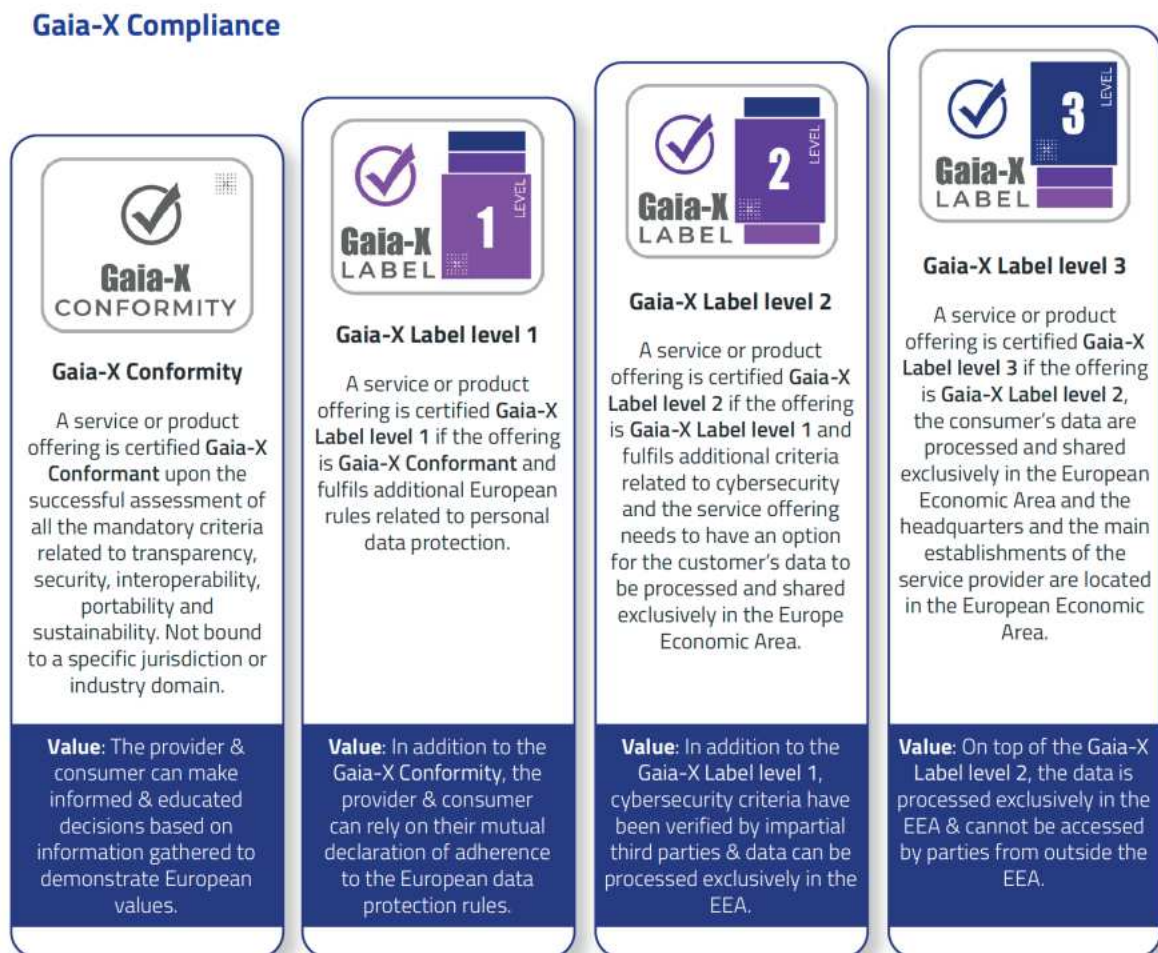 Gaia-X Compliance
Gaia-X
CONFORMITY
Gaia-X Conformity
A service or product
offering is certified Gaia-X
Conformant upon the
successful assessment of
all the mandatory criteria
related to transparency,
security, interoperability,
portability and
sustainability. Not bound
to a specific jurisdiction or
industry domain.
Value: The provider &
consumer can make
informed & educated
decisions based on
information gathered to
demonstrate European
values.
Gaia-X
LABEL
1
LEVEL
Gaia-X Label level 1
A service or product
offering is certified Gaia-X
Label level 1 if the offering
is Gaia-X Conformant and
fulfils additional European
rules related to personal
data protection.
Value: In addition to the
Gaia-X Conformity, the
provider & consumer
can rely on their mutual
declaration of adherence
to the European data
protection rules.
Gaia-X
LABEL
2
LEVEL
Gaia-X Label level 2
A service or product
offering is certified Gaia-X
Label level 2 if the offering
is Gaia-X Label level 1 and
fulfils additional criteria
related to cybersecurity
and the service offering
needs to have an option
for the customer's data to
be processed and shared
exclusively in the Europe
Economic Area.
Value: In addition to the
Gaia-X Label level 1,
cybersecurity criteria have
been verified by impartial
third parties & data can be
processed exclusively in the
EEA.
Gaia-X
LABEL
3
LEVEL
Gaia-X Label level 3
A service or product
offering is certified Gaia-X
Label level 3 if the offering
is Gaia-X Label level 2,
the consumer's data are
processed and shared
exclusively in the European
Economic Area and the
headquarters and the main
establishments of the
service provider are located
in the European Economic
Area.
Value: On top of the Gaia-X
Label level 2, the data is
processed exclusively in the
EEA & cannot be accessed
by parties from outside the
EEA.